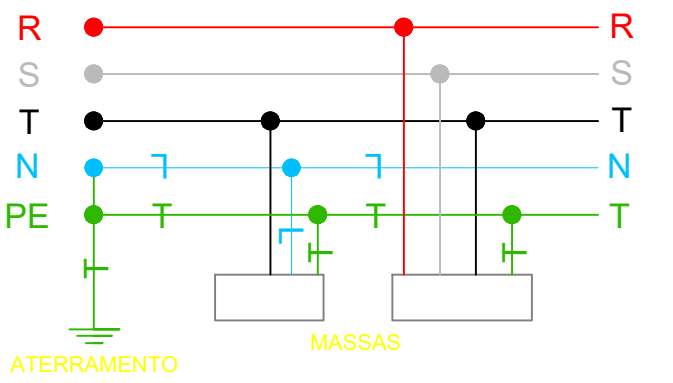 R R
S S
T T
N N
PE T
MASSAS
ATERRAMENTO